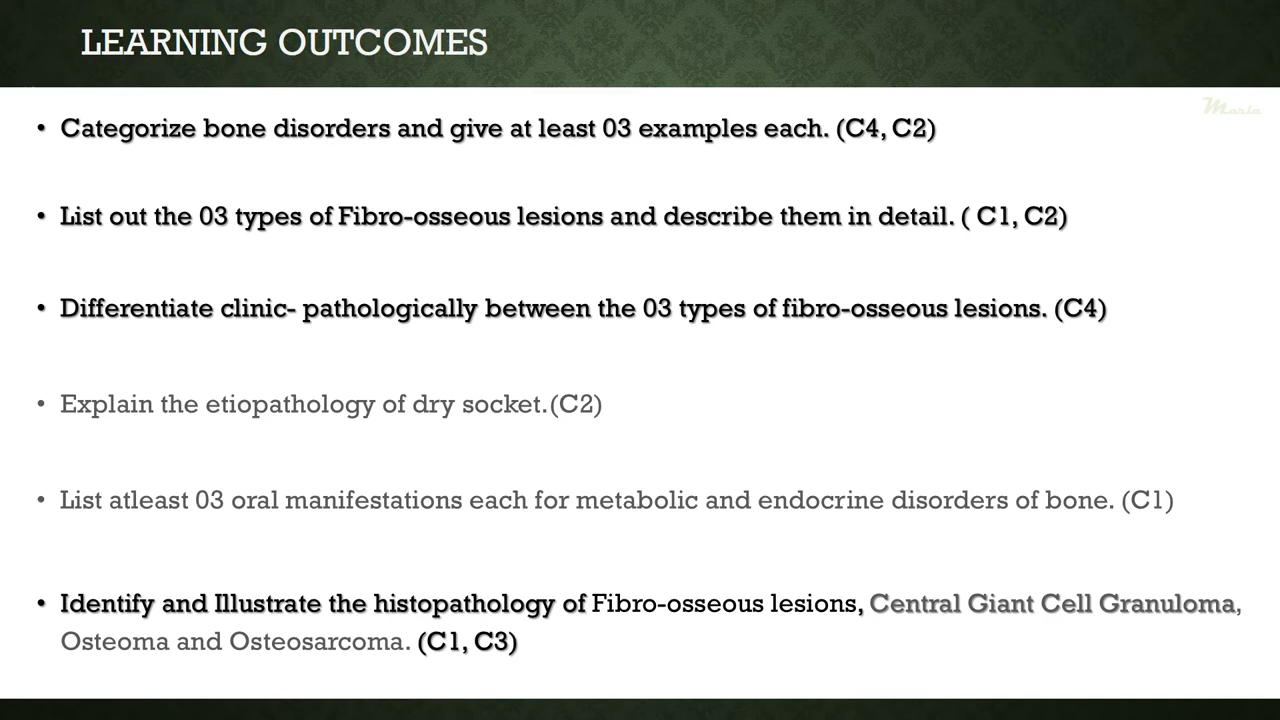 LEARNING OUTCOMES
Maria
• Categorize bone disorders and give at least 03 examples each. (C4, C2)
• List out the 03 types of Fibro-osseous lesions and describe them in detail. ( C1, C2)
• Differentiate clinic- pathologically between the 03 types of fibro-osseous lesions. (C4)
• Explain the etiopathology of dry socket.(C2)
• List atleast 03 oral manifestations each for metabolic and endocrine disorders of bone. (C1)
• Identify and Illustrate the histopathology of Fibro-osseous lesions, Central Giant Cell Granuloma,
Osteoma and Osteosarcoma. (C1, C3)